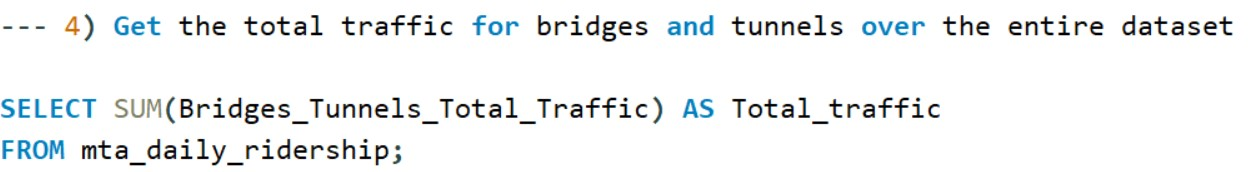 --- 4) Get the total traffic for bridges and tunnels over the entire dataset
SELECT SUM(Bridges_Tunnels_Total_Traffic) AS Total_traffic
FROM mta_daily_ridership;